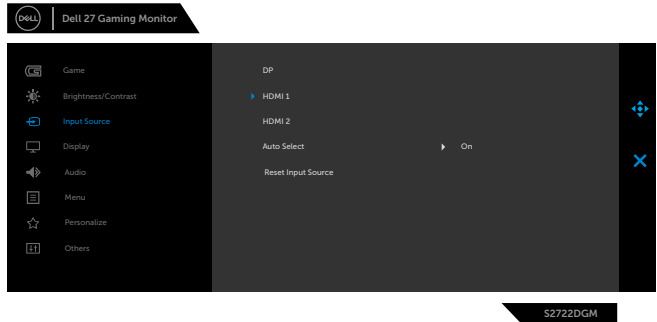 DELL
Dell 27 Gaming Monitor
Game
DP
Brightness/Contrast
HDMI 1
Input Source
HDMI 2
Display
Auto Select
On
Audio
Reset Input Source
Menu
Personalize
Others
S2722DGM